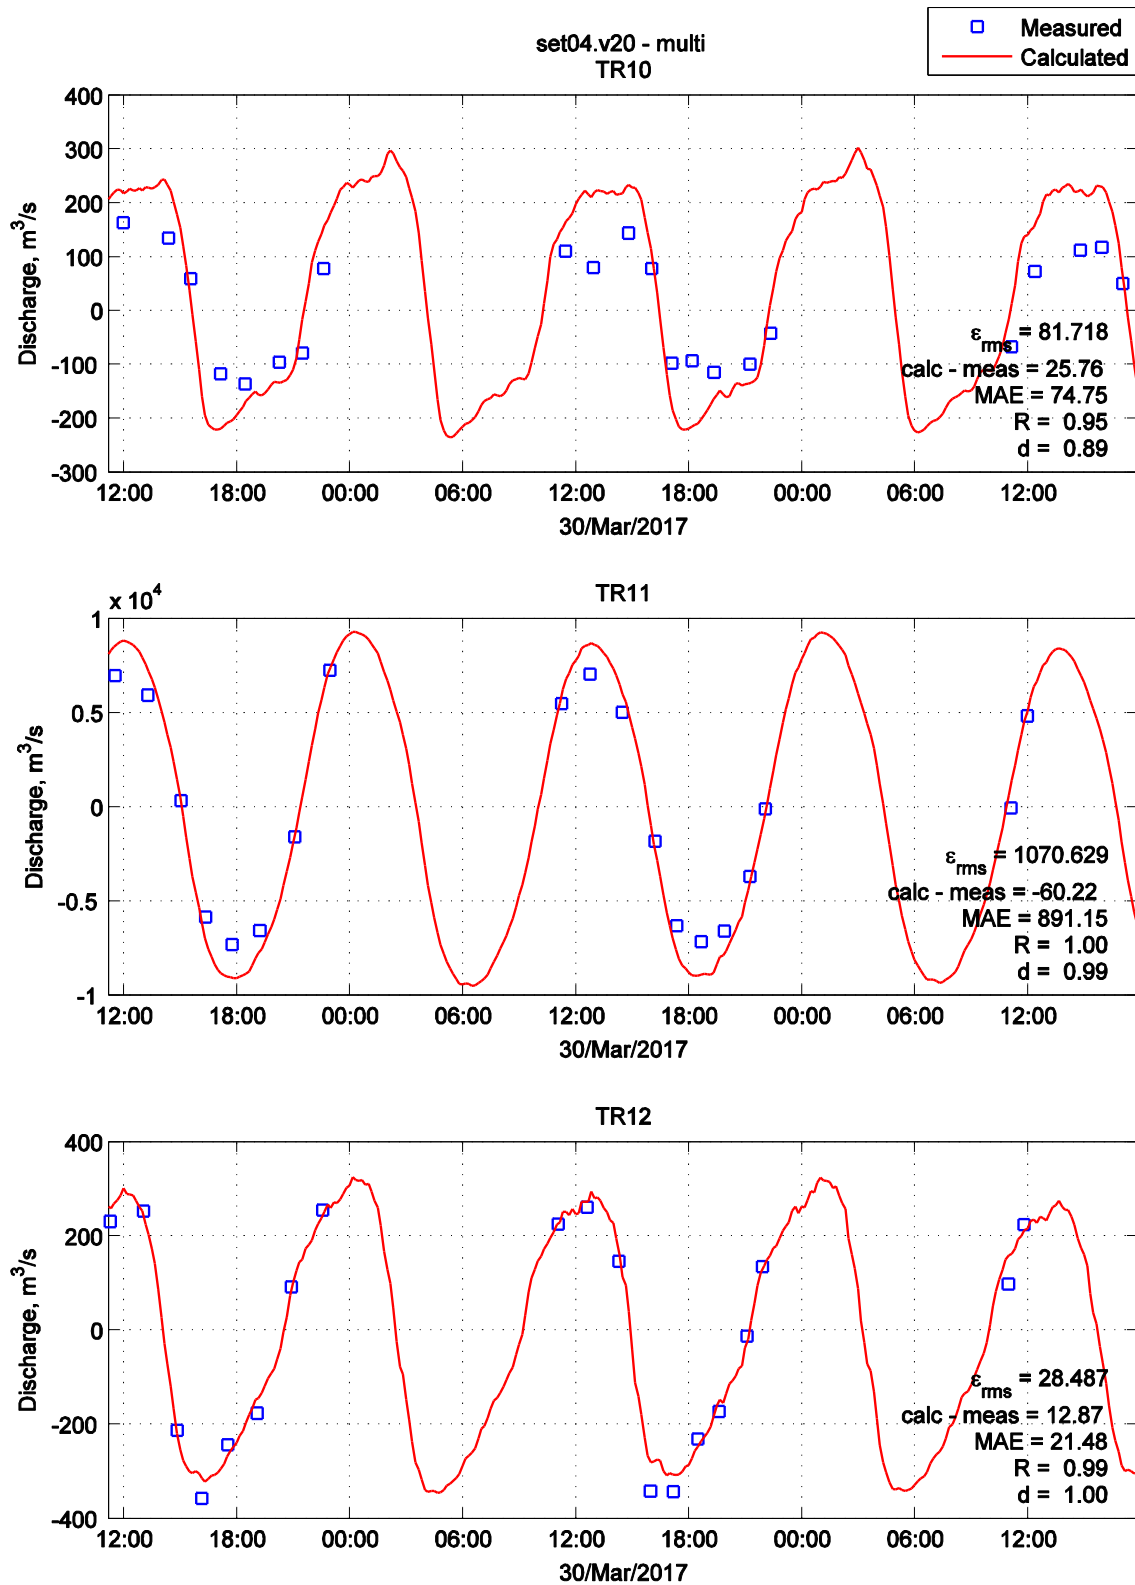 set04.v20 - multi
TR10
Measured
Calculated
400
300
200
100
0
-100
-200
-300
Discharge, m³/s
εrms = 81.718
calc - meas = 25.76
MAE = 74.75
R = 0.95
d = 0.89
12:00 18:00 00:00 06:00 12:00 18:00 00:00 06:00 12:00
30/Mar/2017
TR11
x 10⁴
1
0.5
0
-0.5
-1
Discharge, m³/s
εrms = 1070.629
calc - meas = -60.22
MAE = 891.15
R = 1.00
d = 0.99
12:00 18:00 00:00 06:00 12:00 18:00 00:00 06:00 12:00
30/Mar/2017
TR12
400
200
0
-200
-400
Discharge, m³/s
εrms = 28.487
calc - meas = 12.87
MAE = 21.48
R = 0.99
d = 1.00
12:00 18:00 00:00 06:00 12:00 18:00 00:00 06:00 12:00
30/Mar/2017